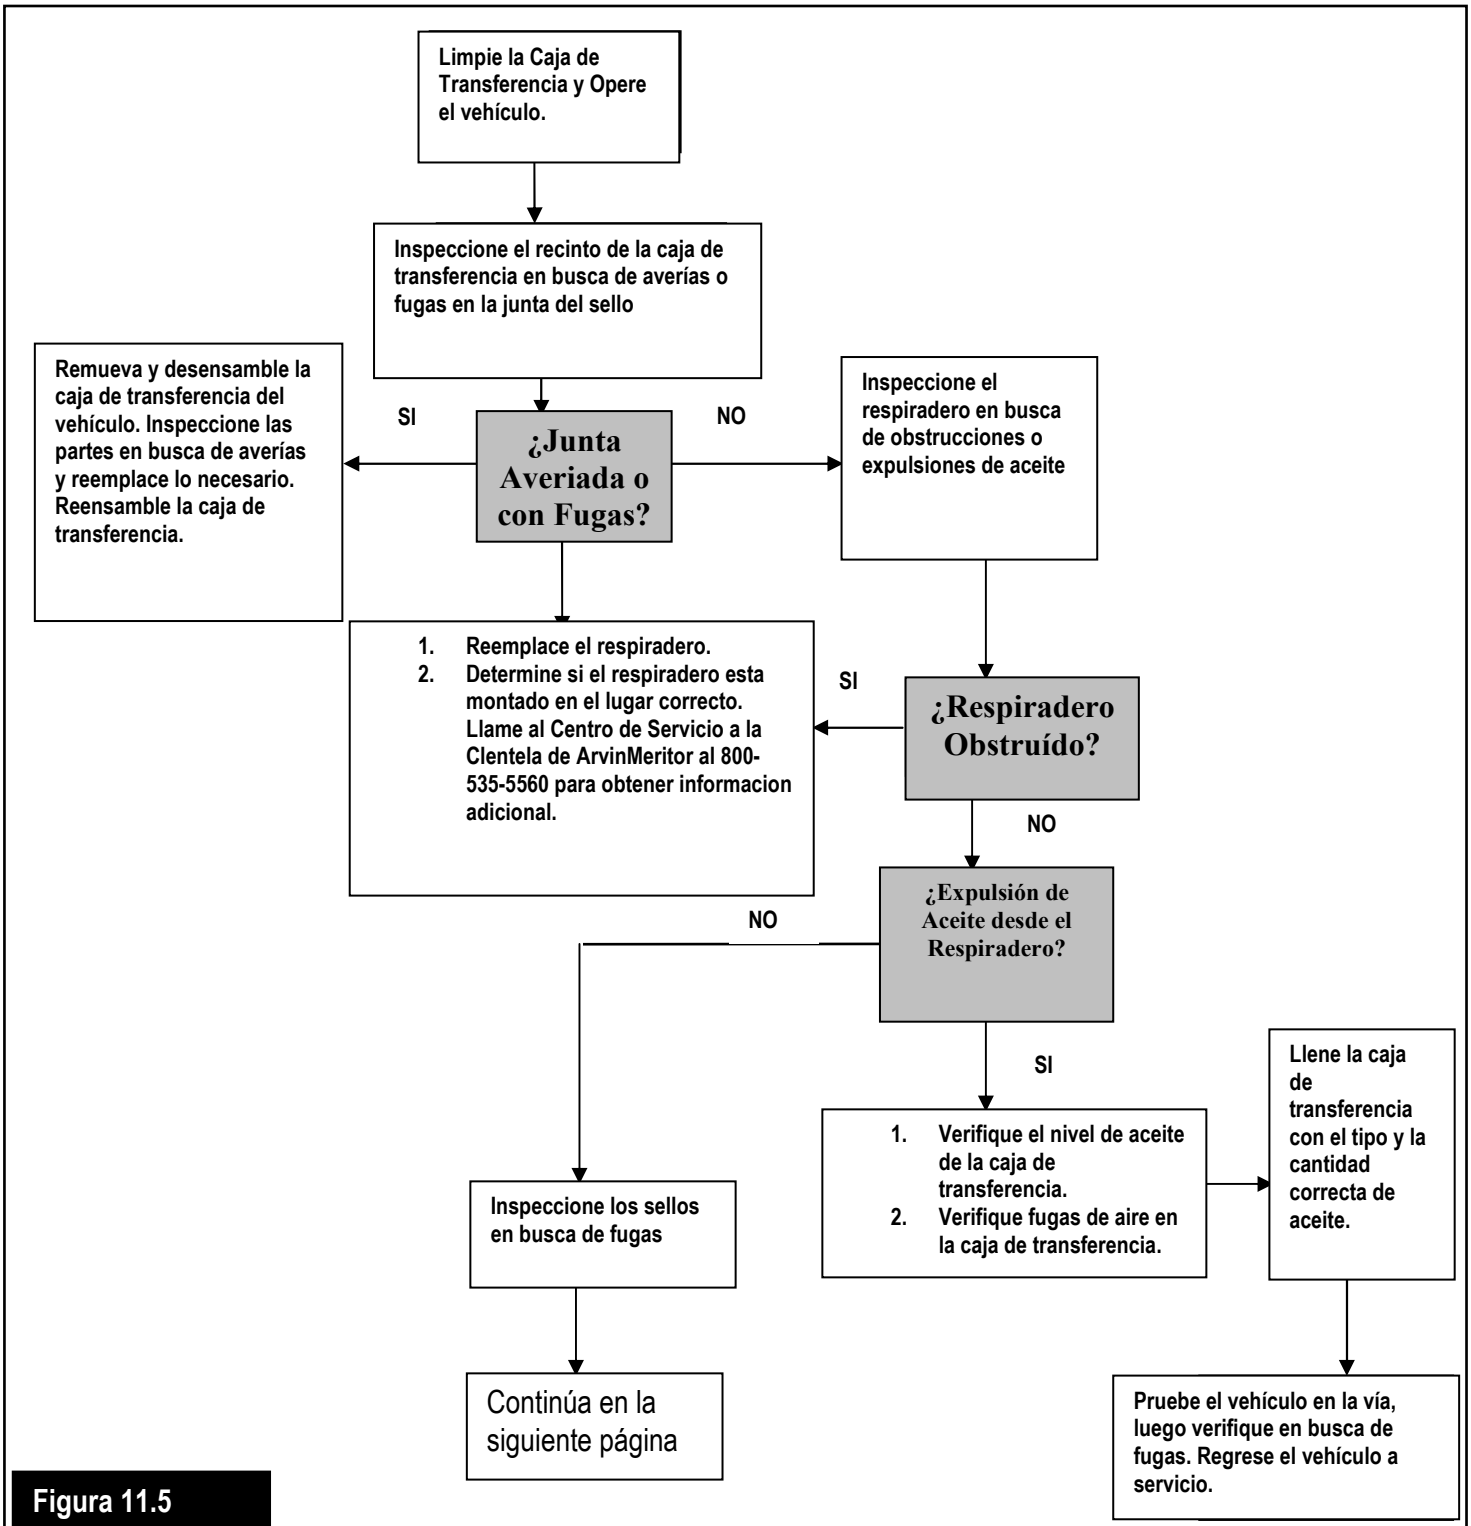 Limpie la Caja de
Transferencia y Opere
el vehículo.
Inspeccione el recinto de la caja de
transferencia en busca de averías o
fugas en la junta del sello
Remueva y desensamble la
caja de transferencia del
vehículo. Inspeccione las
partes en busca de averías
y reemplace lo necesario.
Reensamble la caja de
transferencia.
SI
¿Junta
Averiada o
con Fugas?
NO
Inspeccione el
respiradero en busca
de obstrucciones o
expulsiones de aceite
1. Reemplace el respiradero.
2. Determine si el respiradero esta
montado en el lugar correcto.
Llame al Centro de Servicio a la
Clentela de ArvinMeritor al 800-
535-5560 para obtener informacion
adicional.
SI
¿Respiradero
Obstruído?
NO
¿Expulsión de
Aceite desde el
Respiradero?
NO
SI
Llene la caja
de
transferencia
con el tipo y la
cantidad
correcta de
aceite.
1. Verifique el nivel de aceite
de la caja de
transferencia.
2. Verifique fugas de aire en
la caja de transferencia.
Inspeccione los sellos
en busca de fugas
Continúa en la
siguiente página
Pruebe el vehículo en la vía,
luego verifique en busca de
fugas. Regrese el vehículo a
servicio.
Figura 11.5